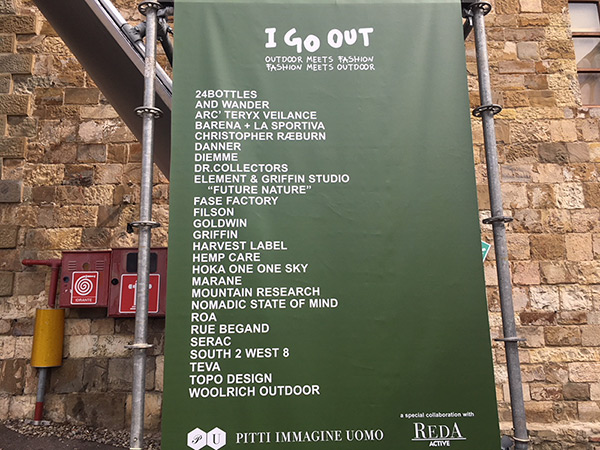 I GO OUT
OUTDOOR MEETS FASHION
FASHION MEETS OUTDOOR
24BOTTLES
AND WANDER
ARC' TERYX VEILANCE
BARENA + LA SPORTIVA
CHRISTOPHER RÆBURN
DANNER
DIEMME
DR.COLLECTORS
ELEMENT & GRIFFIN STUDIO
"FUTURE NATURE"
FASE FACTORY
FILSON
GOLDWIN
GRIFFIN
HARVEST LABEL
HEMP CARE
HOKA ONE ONE SKY
MARANE
MOUNTAIN RESEARCH
NOMADIC STATE OF MIND
ROA
RUE BEGAND
SERAC
SOUTH 2 WEST 8
TEVA
TOPO DESIGN
WOOLRICH OUTDOOR
P U PITTI IMMAGINE UOMO
a special collaboration with
REDA
ACTIVE
IDRANTE